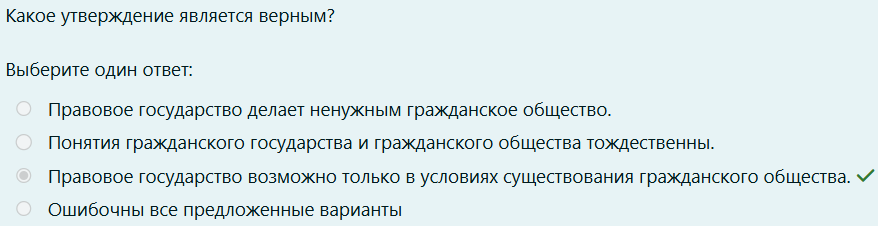 Какое утверждение является верным?
Выберите один ответ:
Правовое государство делает ненужным гражданское общество.
Понятия гражданского государства и гражданского общества тождественны.
Правовое государство возможно только в условиях существования гражданского общества.
Ошибочны все предложенные варианты